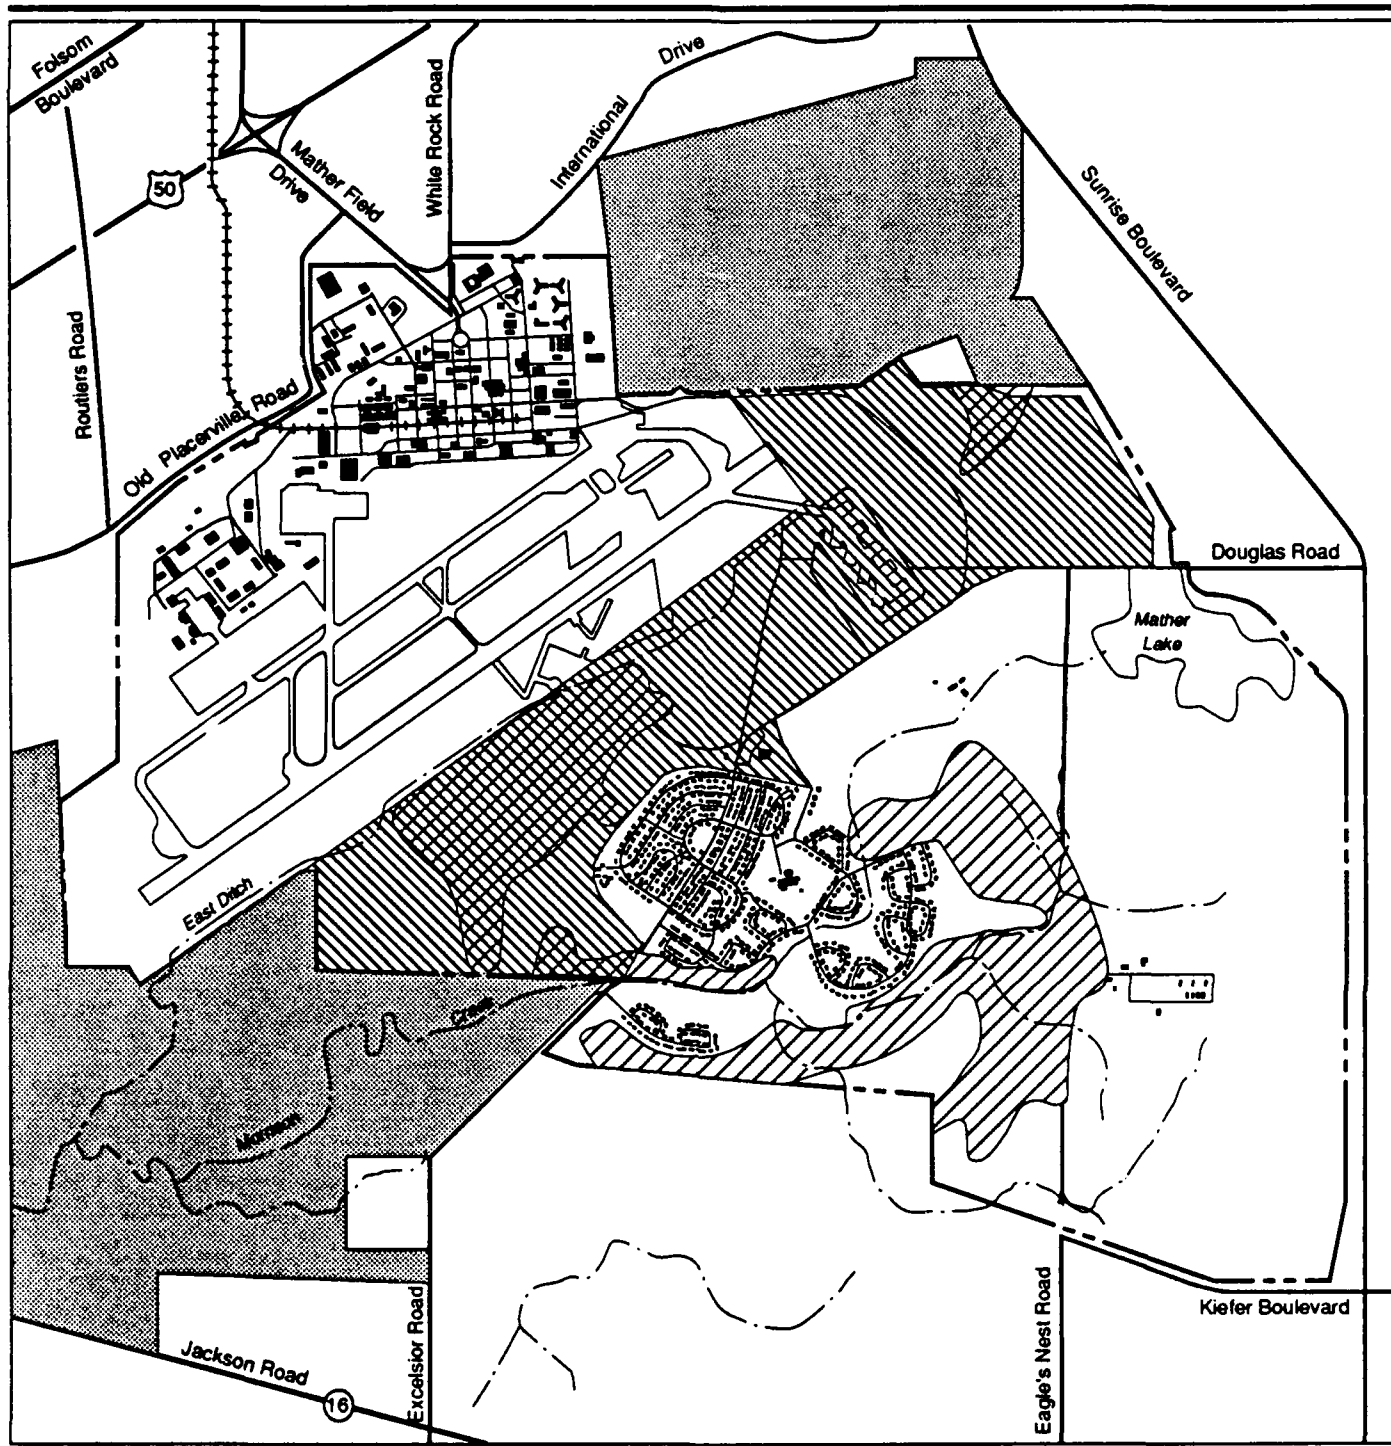 Folsom
Boulevard
Drive
White Rock Road
International
Mather Field
Drive
50
Sunrise Boulevard
Routiers Road
Old Placerville Road
Douglas Road
Mather
Lake
East Ditch
Creek
Morrison
Kiefer Boulevard
Eagle's Nest Road
Excelsior Road
Jackson Road
16